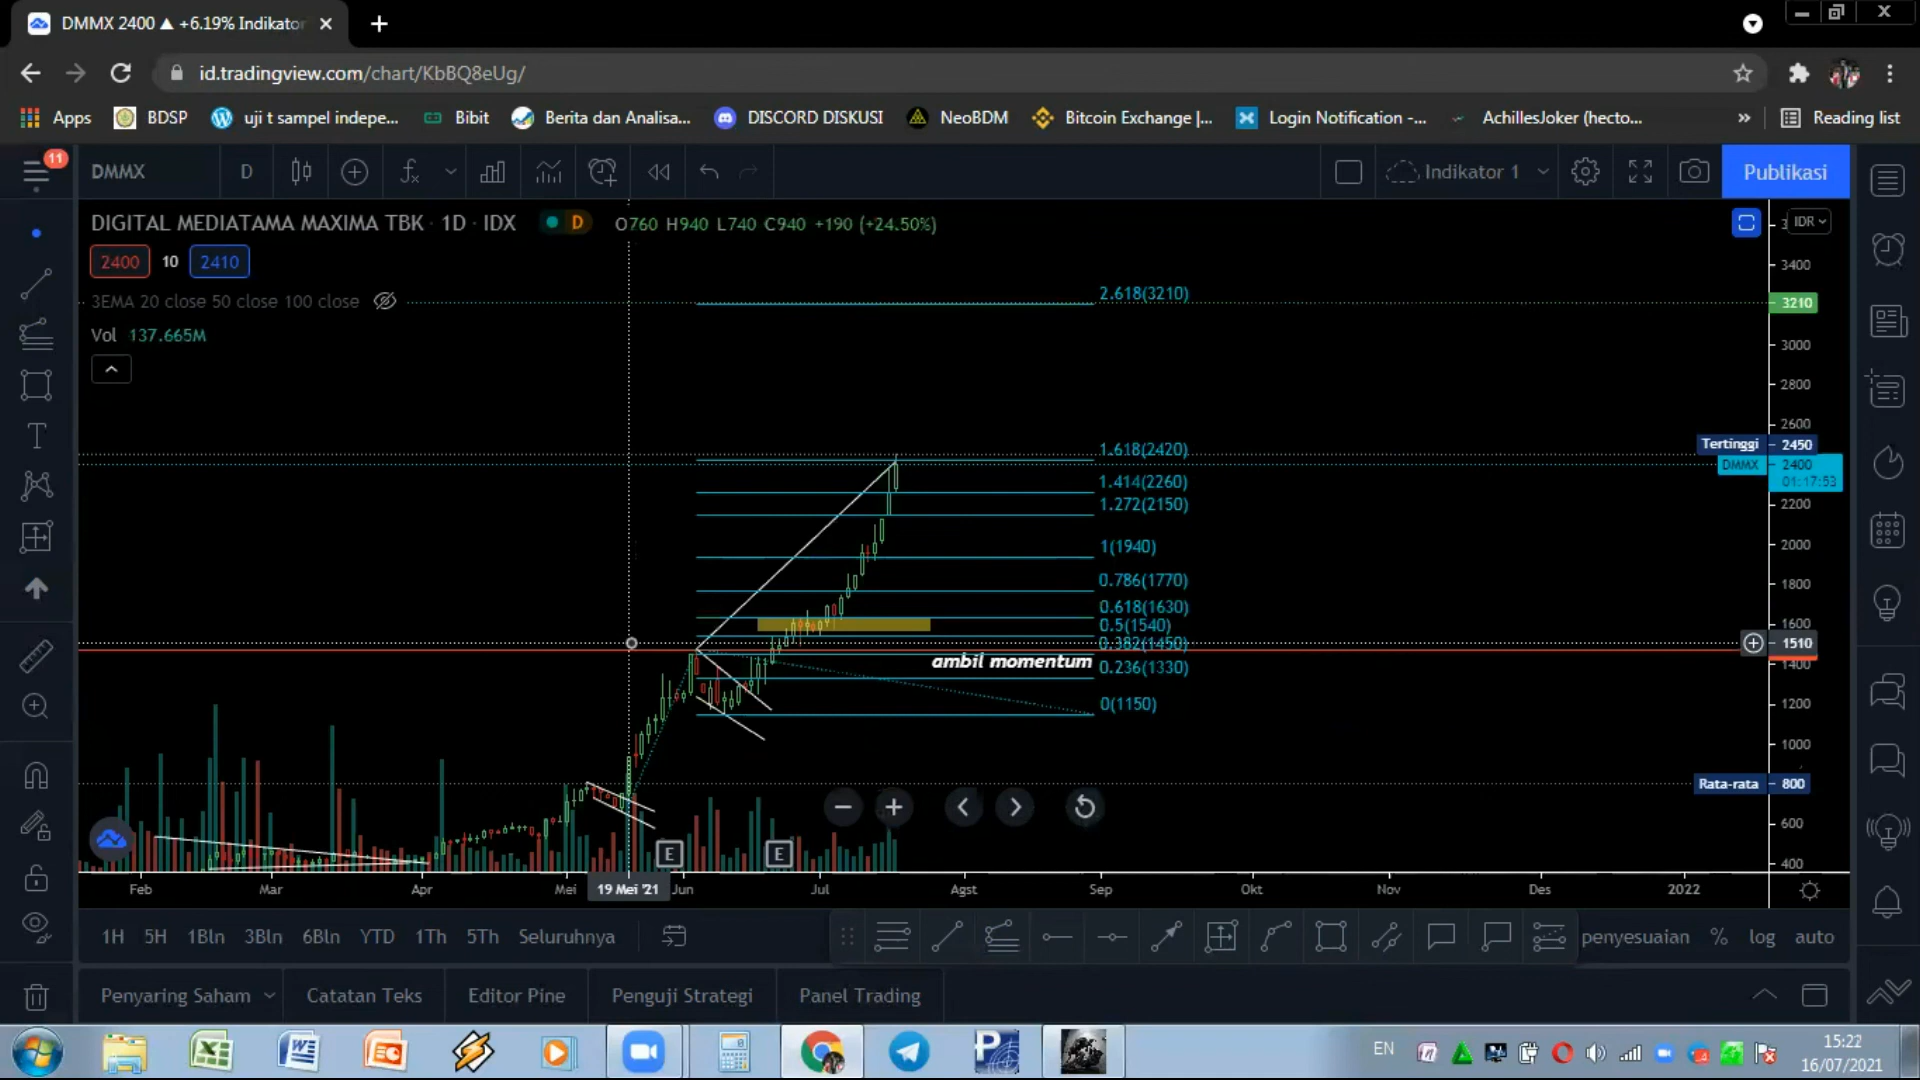 DMMX 2400 ▲ +6.19% Indikator
id.tradingview.com/chart/KbBQ8eUg/
Apps BDSP uji t sampel indepe... Bibit Berita dan Analisa... DISCORD DISKUSI NeoBDM Bitcoin Exchange |... Login Notification -... AchillesJoker (hecto... » Reading list
11
DMMX D Indikator 1 Publikasi
DIGITAL MEDIATAMA MAXIMA TBK · 1D · IDX D O760 H940 L740 C940 +190 (+24.50%) IDR
2400 10 2410
3400
3EMA 20 close 50 close 100 close
2.618(3210)
3210
Vol 137.665M
3000
2800
2600
1.618(2420)
Tertinggi 2450
DMMX 2400
01:17:53
1.414(2260)
1.272(2150)
2200
1(1940)
2000
0.786(1770)
1800
0.618(1630)
0.5(1540)
1600
0.382(1450)
1510
ambil momentum
0.236(1330)
1400
0(1150)
1200
1000
Rata-rata 800
600
E E
400
Feb Mar Apr Mei 19 Mei '21 Jun Jul Agst Sep Okt Nov Des 2022
1H 5H 1Bln 3Bln 6Bln YTD 1Th 5Th Seluruhnya penyesuaian % log auto
Penyaring Saham Catatan Teks Editor Pine Penguji Strategi Panel Trading
EN
15:22
16/07/2021